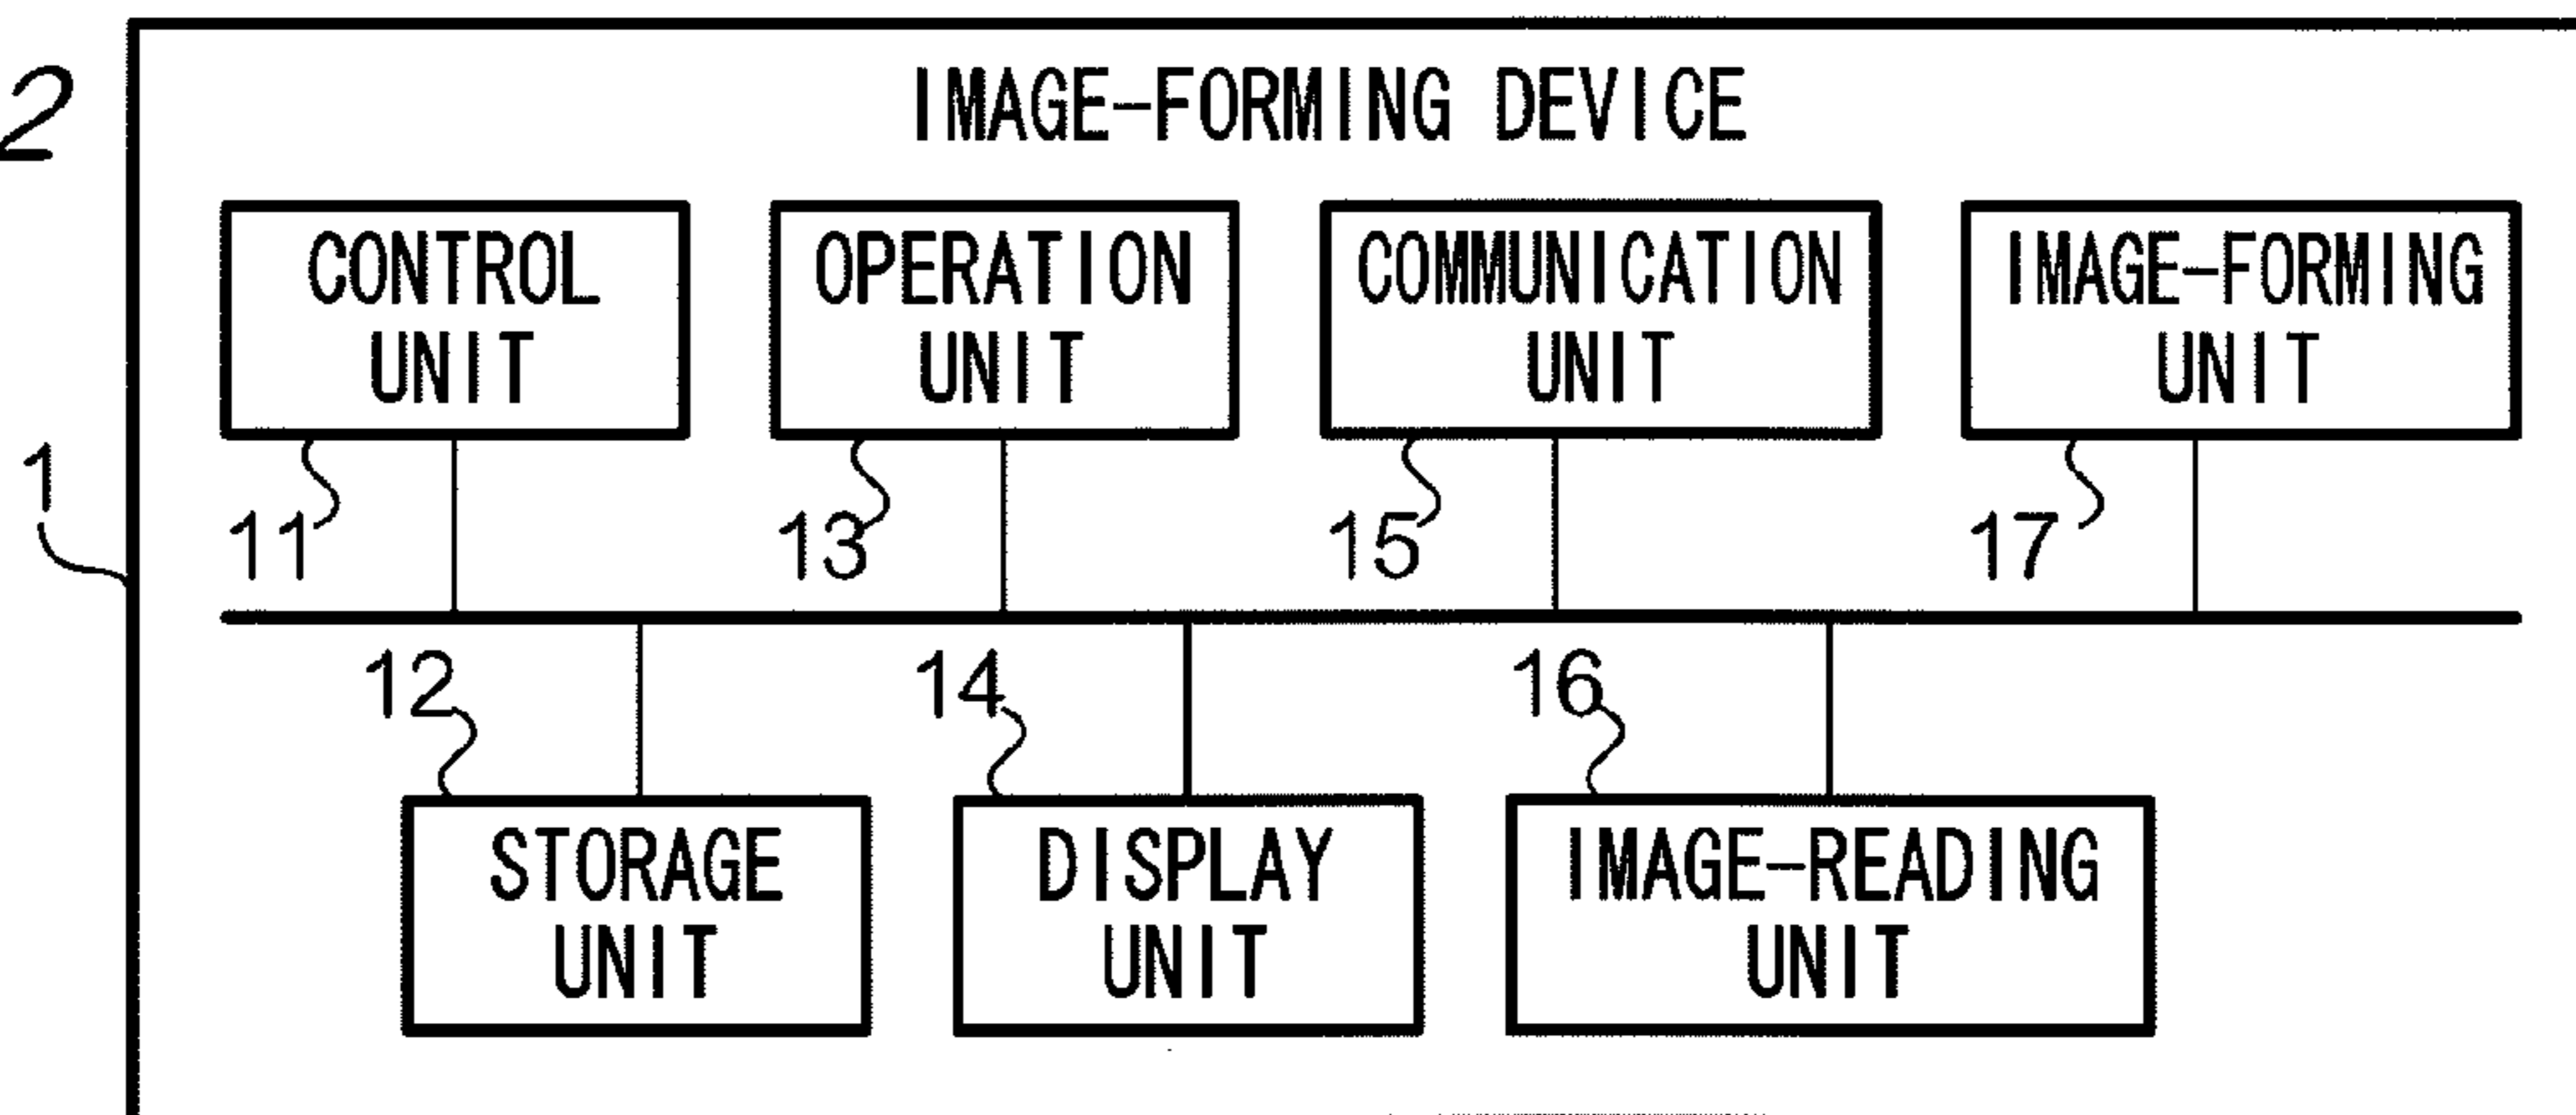 2
IMAGE-FORMING DEVICE
CONTROL
UNIT
OPERATION
UNIT
COMMUNICATION
UNIT
IMAGE-FORMING
UNIT
1
11
13
15
17
12
14
16
STORAGE
UNIT
DISPLAY
UNIT
IMAGE-READING
UNIT